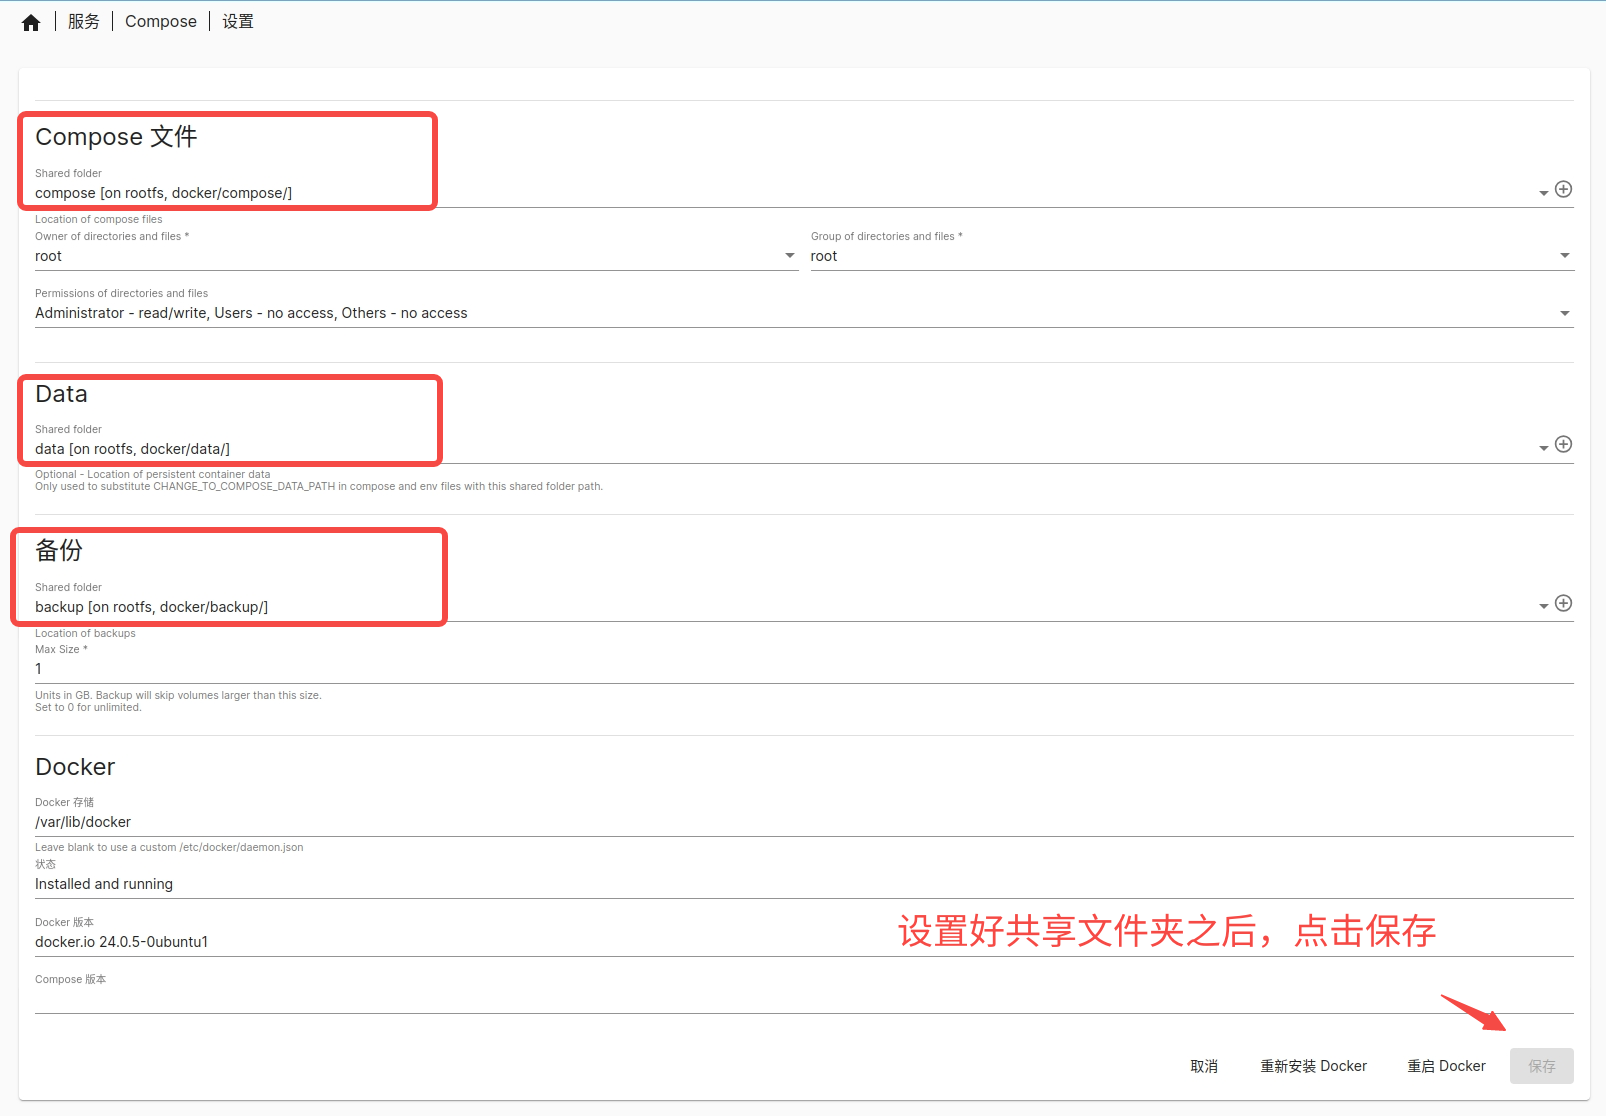 服务 Compose 设置
Compose 文件
Shared folder
compose [on rootfs, docker/compose/]
Location of compose files
Owner of directories and files * Group of directories and files *
root root
Permissions of directories and files
Administrator - read/write, Users - no access, Others - no access
Data
Shared folder
data [on rootfs, docker/data/]
Optional - Location of persistent container data
Only used to substitute CHANGE_TO_COMPOSE_DATA_PATH in compose and env files with this shared folder path.
备份
Shared folder
backup [on rootfs, docker/backup/]
Location of backups
Max Size *
1
Units in GB. Backup will skip volumes larger than this size.
Set to 0 for unlimited.
Docker
Docker 存储
/var/lib/docker
Leave blank to use a custom /etc/docker/daemon.json
状态
Installed and running
Docker 版本
docker.io 24.0.5-0ubuntu1
设置好共享文件夹之后，点击保存
Compose 版本
取消 重新安装 Docker 重启 Docker 保存